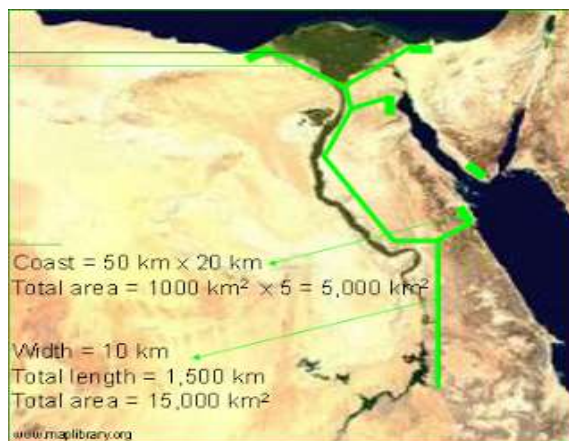 Coast = 50 km x 20 km
Total area = 1000 km² x 5 = 5,000 km²
Width = 10 km
Total length = 1,500 km
Total area = 15,000 km²
www.maplibrary.org